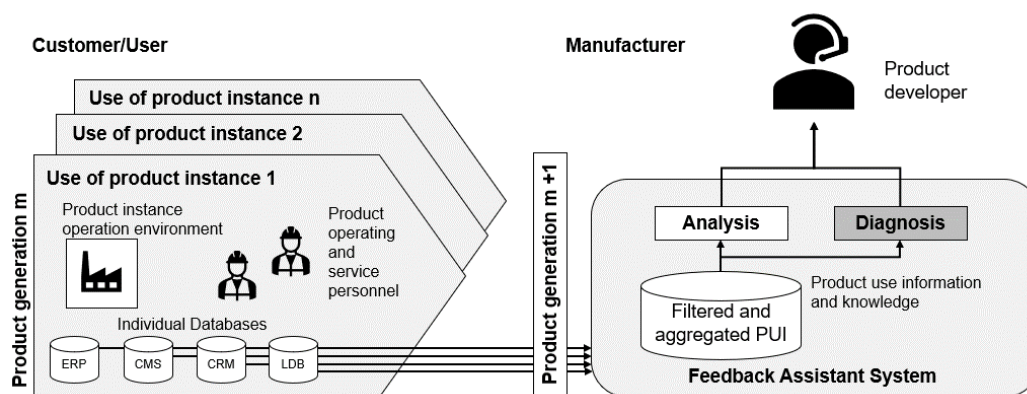 Customer/User
Manufacturer
Product
developer
Use of product instance n
Use of product instance 2
Use of product instance 1
Product generation m
Product instance
operation environment
Product
operating
and
service
personnel
Individual Databases
ERP
CMS
CRM
LDB
Product generation m +1
Analysis
Diagnosis
Product use information
and knowledge
Filtered and
aggregated PUI
Feedback Assistant System